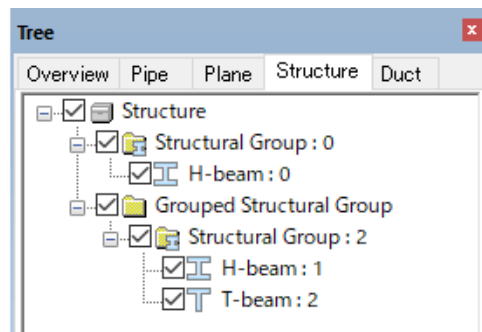 Tree
Overview Pipe Plane Structure Duct
Structure
Structural Group : 0
H-beam : 0
Grouped Structural Group
Structural Group : 2
H-beam : 1
T-beam : 2